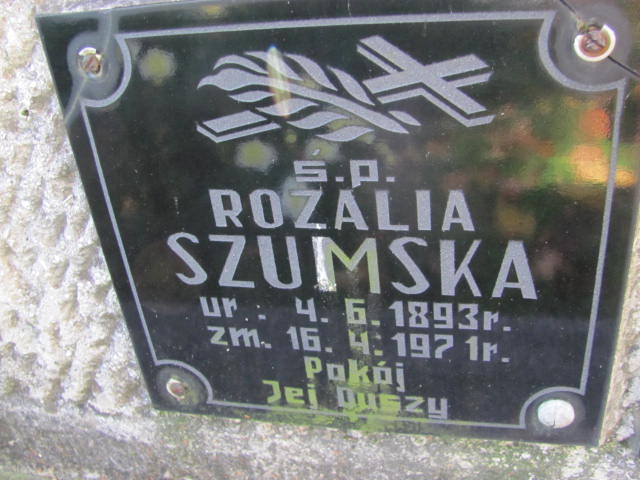 ś.p.
ROZALIA
SZUMSKA
ur. 4. 6. 1893r.
zm. 16. 4. 1971r.
Pokój
Jej Duszy